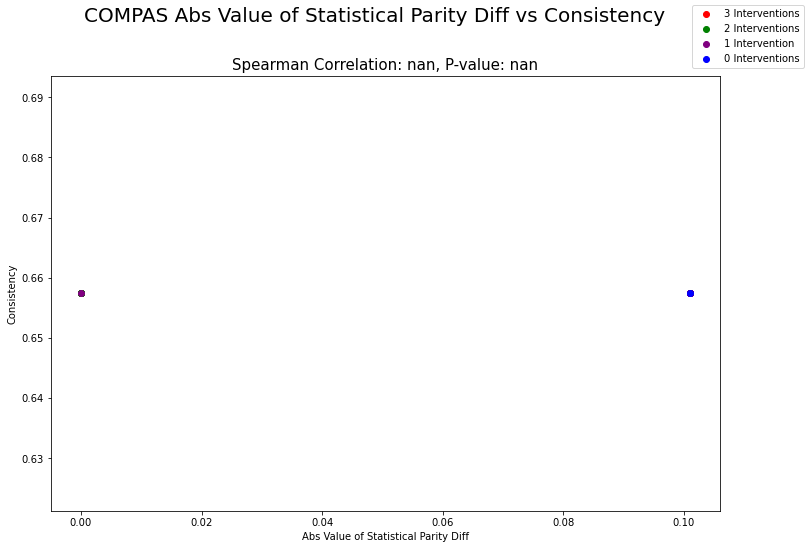 COMPAS Abs Value of Statistical Parity Diff vs Consistency
3 Interventions
2 Interventions
1 Intervention
0 Interventions
Spearman Correlation: nan, P-value: nan
0.69
0.68
0.67
0.66
0.65
0.64
0.63
Consistency
0.00
0.02
0.04
0.06
0.08
0.10
Abs Value of Statistical Parity Diff